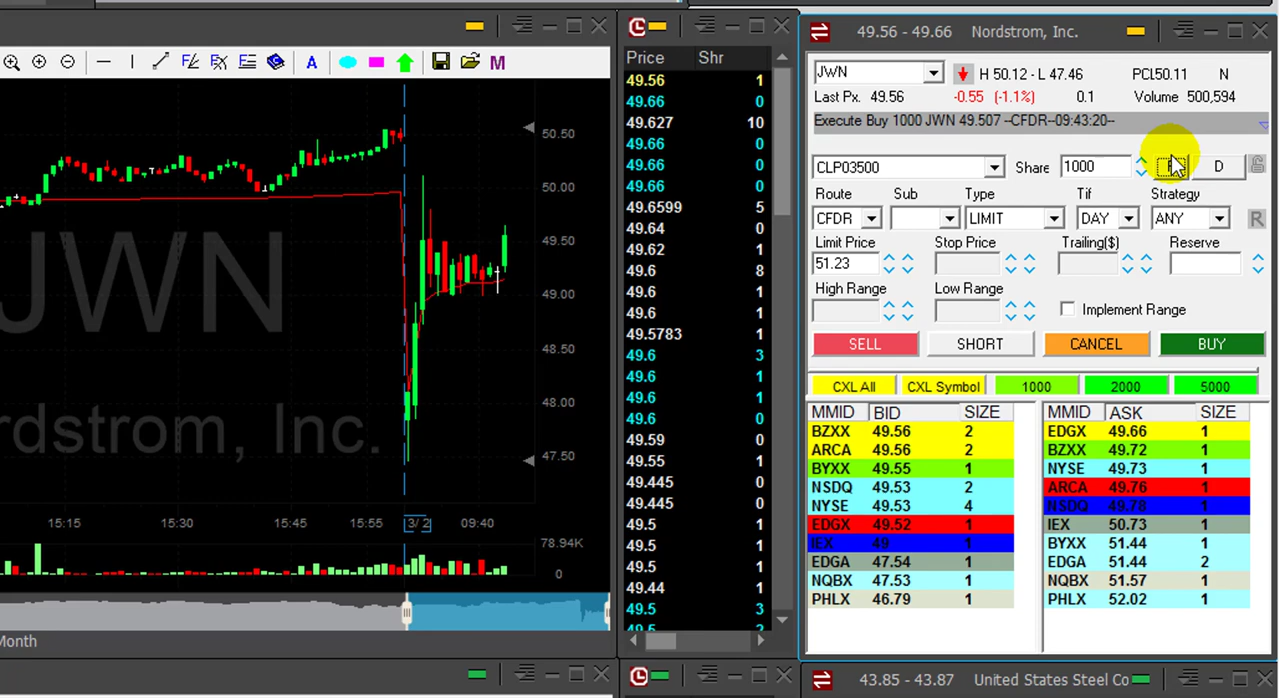 49.56 - 49.66 Nordstrom, Inc.
A M
Price Shr
JWN H 50.12 - L 47.46 PCL50.11 N
Last Px. 49.56 -0.55 (-1.1%) 0.1 Volume 500,594
Execute Buy 1000 JWN 49.507 --CFDR--09:43:20--
CLP03500 Share 1000 D
Route Sub Type Tif Strategy
CFDR LIMIT DAY ANY R
Limit Price Stop Price Trailing($) Reserve
51.23
High Range Low Range
Implement Range
SELL SHORT CANCEL BUY
CXL All CXL Symbol 1000 2000 5000
MMID BID SIZE MMID ASK SIZE
BZXX 49.56 2 EDGX 49.66 1
ARCA 49.56 2 BZXX 49.72 1
BYXX 49.55 1 NYSE 49.73 1
NSDQ 49.53 2 ARCA 49.76 1
NYSE 49.53 4 NSDQ 49.78 1
EDGX 49.52 1 IEX 50.73 1
IEX 49 1 BYXX 51.44 1
EDGA 47.54 1 EDGA 51.44 2
NQBX 47.53 1 NQBX 51.57 1
PHLX 46.79 1 PHLX 52.02 1
49.56 1
49.66 0
49.627 10
49.66 0
49.66 0
49.66 0
49.6599 5
49.64 0
49.62 1
49.6 8
49.6 1
49.6 1
49.5783 1
49.6 3
49.6 1
49.6 1
49.6 0
49.59 0
49.55 1
49.445 0
49.445 0
49.5 1
49.5 1
49.5 1
49.44 1
49.5 3
49.5 2
50.50
50.00
49.50
49.00
48.50
48.00
47.50
JWN
rdstrom, Inc.
15:15 15:30 15:45 15:55 3/ 2 09:40
78.94K
0
Month
43.85 - 43.87 United States Steel Co